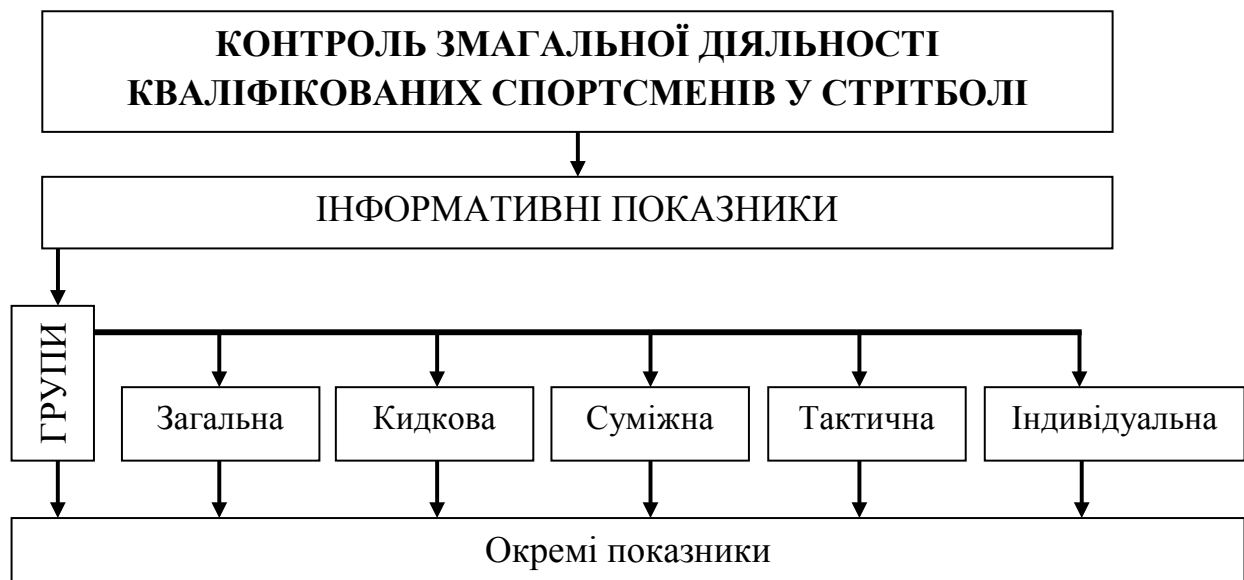 КОНТРОЛЬ ЗМАГАЛЬНОЇ ДІЯЛЬНОСТІ
КВАЛІФІКОВАНИХ СПОРТСМЕНІВ У СТРІТБОЛІ
ІНФОРМАТИВНІ ПОКАЗНИКИ
ГРУПИ
Загальна
Кидкова
Суміжна
Тактична
Індивідуальна
Окремі показники